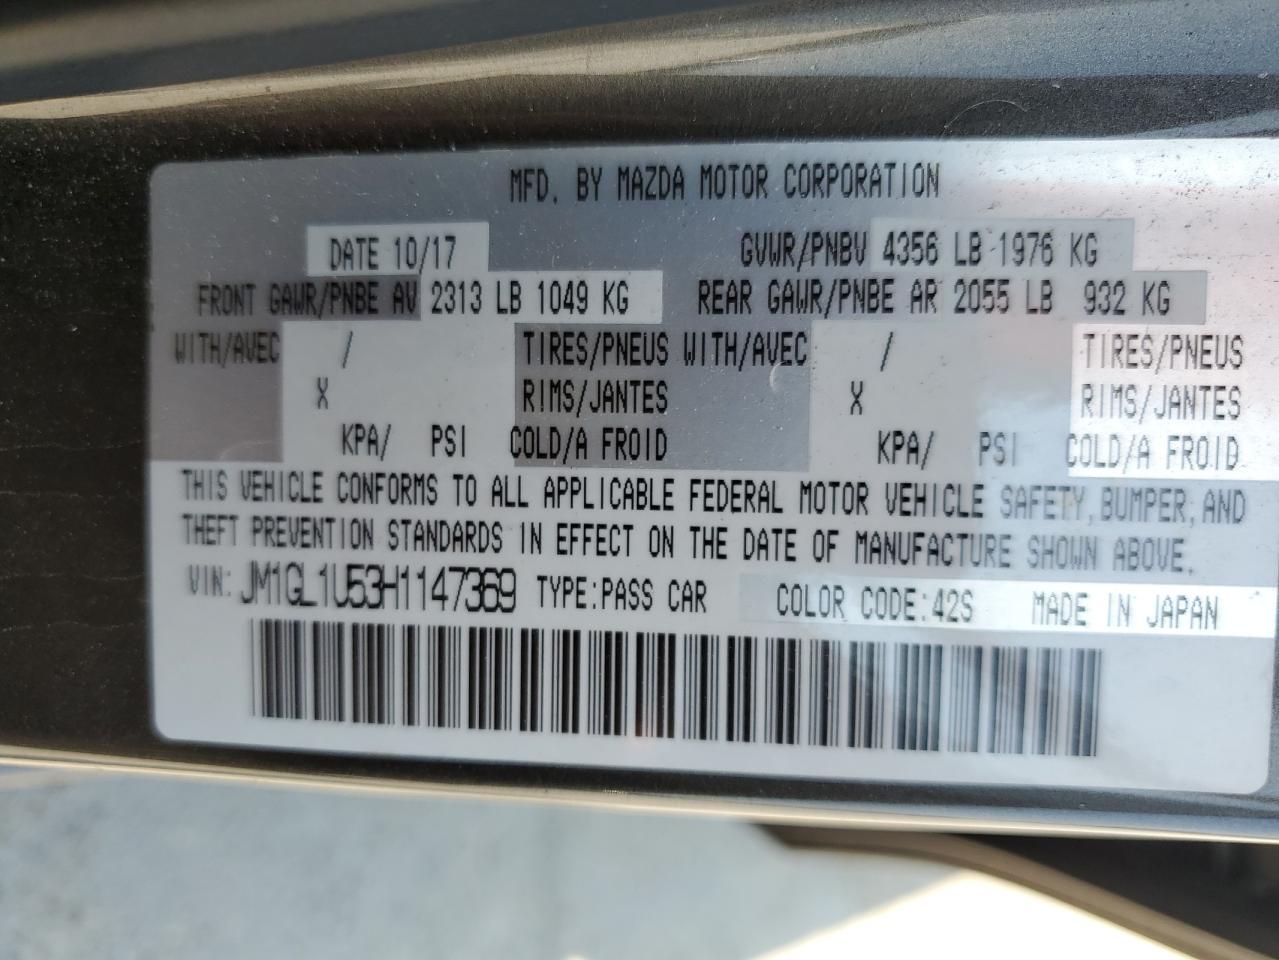 MFD. BY MAZDA MOTOR CORPORATION
DATE 10/17 GVWR/PNBV 4356 LB 1976 KG
FRONT GAWR/PNBE AV 2313 LB 1049 KG REAR GAWR/PNBE AR 2055 LB 932 KG
WITH/AVEC / TIRES/PNEUS WITH/AVEC / TIRES/PNEUS
X RIMS/JANTES X RIMS/JANTES
KPA/ PSI COLD/A FROID KPA/ PSI COLD/A FROID
THIS VEHICLE CONFORMS TO ALL APPLICABLE FEDERAL MOTOR VEHICLE SAFETY, BUMPER, AND
THEFT PREVENTION STANDARDS IN EFFECT ON THE DATE OF MANUFACTURE SHOWN ABOVE.
VIN: JM1GL1U53H1147369 TYPE: PASS CAR COLOR CODE: 42S MADE IN JAPAN